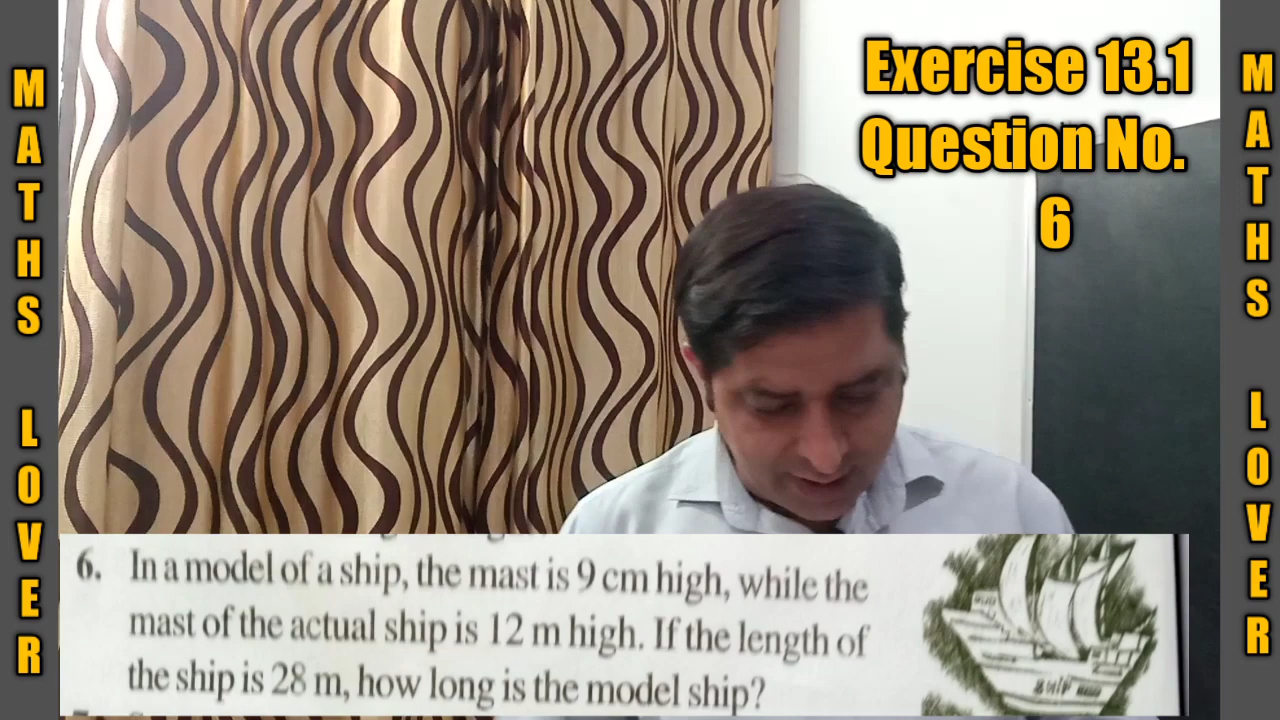 MATHS LOVER
Exercise 13.1
Question No.
6
MATHS LOVER
6. In a model of a ship, the mast is 9 cm high, while the
mast of the actual ship is 12 m high. If the length of
the ship is 28 m, how long is the model ship?